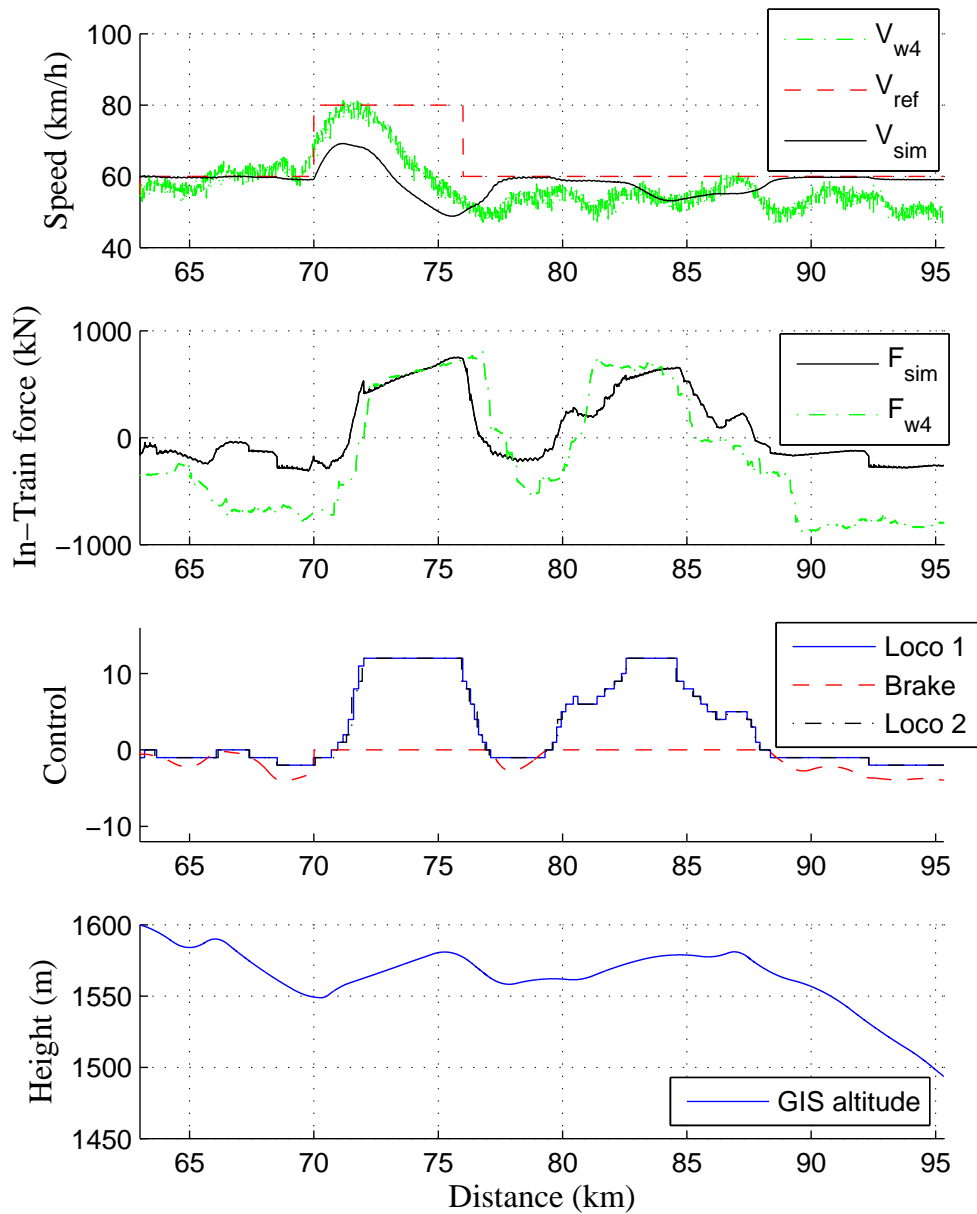 100
80
60
40
Speed (km/h)
V_w4
V_ref
V_sim
65 70 75 80 85 90 95
1000
0
−1000
In−Train force (kN)
F_sim
F_w4
65 70 75 80 85 90 95
10
0
−10
Control
Loco 1
Brake
Loco 2
65 70 75 80 85 90 95
1600
1550
1500
1450
Height (m)
GIS altitude
65 70 75 80 85 90 95
Distance (km)